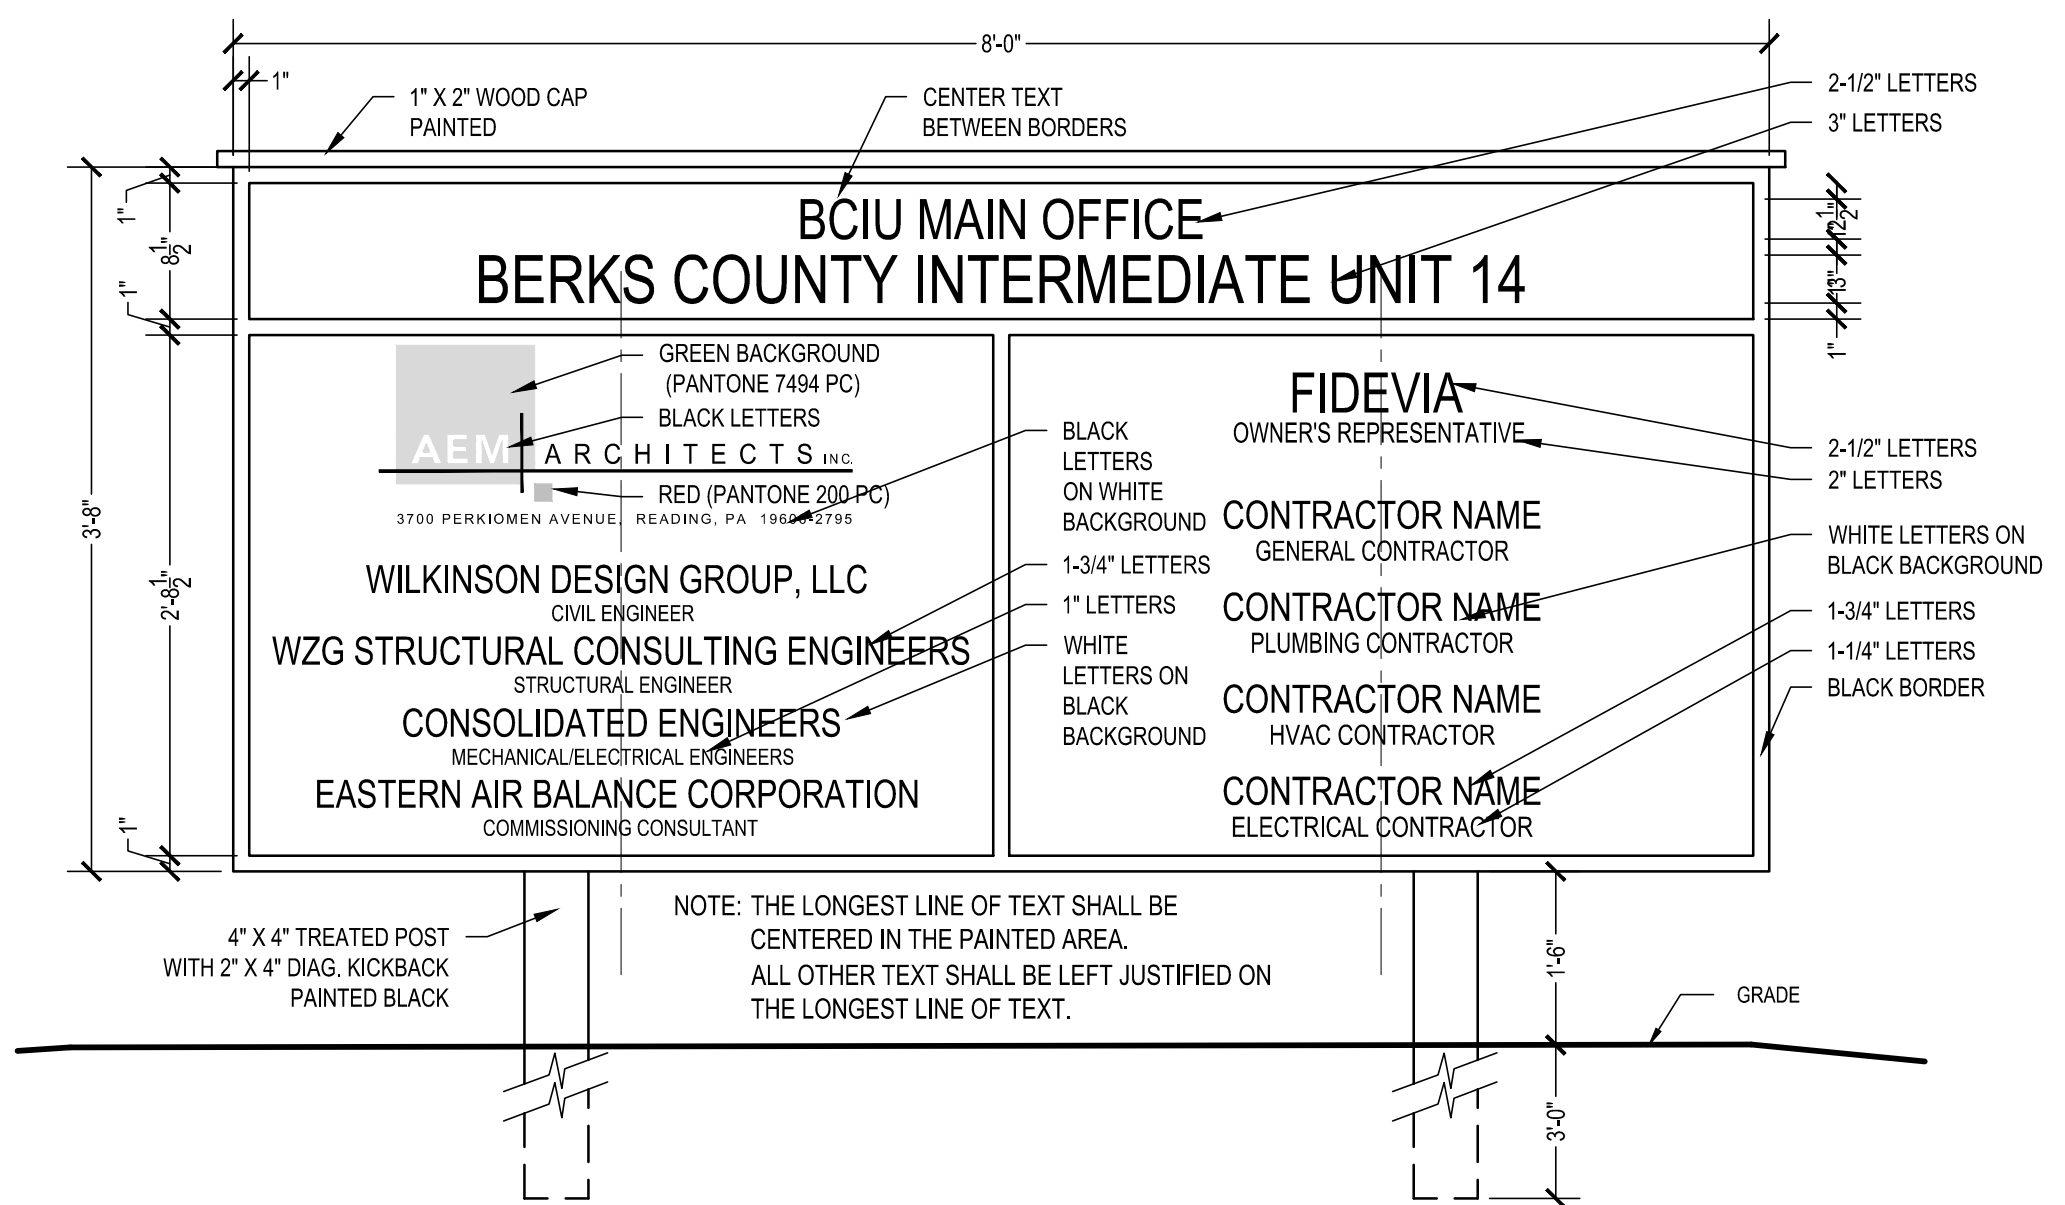 8'-0"
1"
1" X 2" WOOD CAP
PAINTED
CENTER TEXT
BETWEEN BORDERS
2-1/2" LETTERS
3" LETTERS
BCIU MAIN OFFICE
BERKS COUNTY INTERMEDIATE UNIT 14
1"
8 1/2"
1"
3'-8"
2'-8 1/2"
1"
1"
2 1/2"
1"
3"
1"
GREEN BACKGROUND
(PANTONE 7494 PC)
BLACK LETTERS
AEM ARCHITECTS INC.
RED (PANTONE 200 PC)
3700 PERKIOMEN AVENUE, READING, PA 19606-2795
WILKINSON DESIGN GROUP, LLC
CIVIL ENGINEER
WZG STRUCTURAL CONSULTING ENGINEERS
STRUCTURAL ENGINEER
CONSOLIDATED ENGINEERS
MECHANICAL/ELECTRICAL ENGINEERS
EASTERN AIR BALANCE CORPORATION
COMMISSIONING CONSULTANT
BLACK
LETTERS
ON WHITE
BACKGROUND
1-3/4" LETTERS
1" LETTERS
WHITE
LETTERS ON
BLACK
BACKGROUND
FIDEVIA
OWNER'S REPRESENTATIVE
CONTRACTOR NAME
GENERAL CONTRACTOR
CONTRACTOR NAME
PLUMBING CONTRACTOR
CONTRACTOR NAME
HVAC CONTRACTOR
CONTRACTOR NAME
ELECTRICAL CONTRACTOR
2-1/2" LETTERS
2" LETTERS
WHITE LETTERS ON
BLACK BACKGROUND
1-3/4" LETTERS
1-1/4" LETTERS
BLACK BORDER
4" X 4" TREATED POST
WITH 2" X 4" DIAG. KICKBACK
PAINTED BLACK
NOTE: THE LONGEST LINE OF TEXT SHALL BE
CENTERED IN THE PAINTED AREA.
ALL OTHER TEXT SHALL BE LEFT JUSTIFIED ON
THE LONGEST LINE OF TEXT.
1'-6"
GRADE
3'-0"